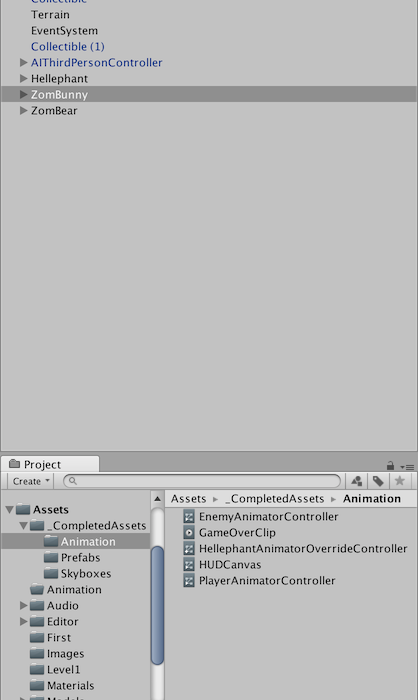 Collectible
Terrain
EventSystem
Collectible (1)
AIThirdPersonController
Hellephant
ZomBunny
ZomBear
Project
Create
Assets
_CompletedAssets
Animation
Prefabs
Skyboxes
Animation
Audio
Editor
First
Images
Level1
Materials
Models
Assets ▸ _CompletedAssets ▸ Animation
EnemyAnimatorController
GameOverClip
HellephantAnimatorOverrideController
HUDCanvas
PlayerAnimatorController